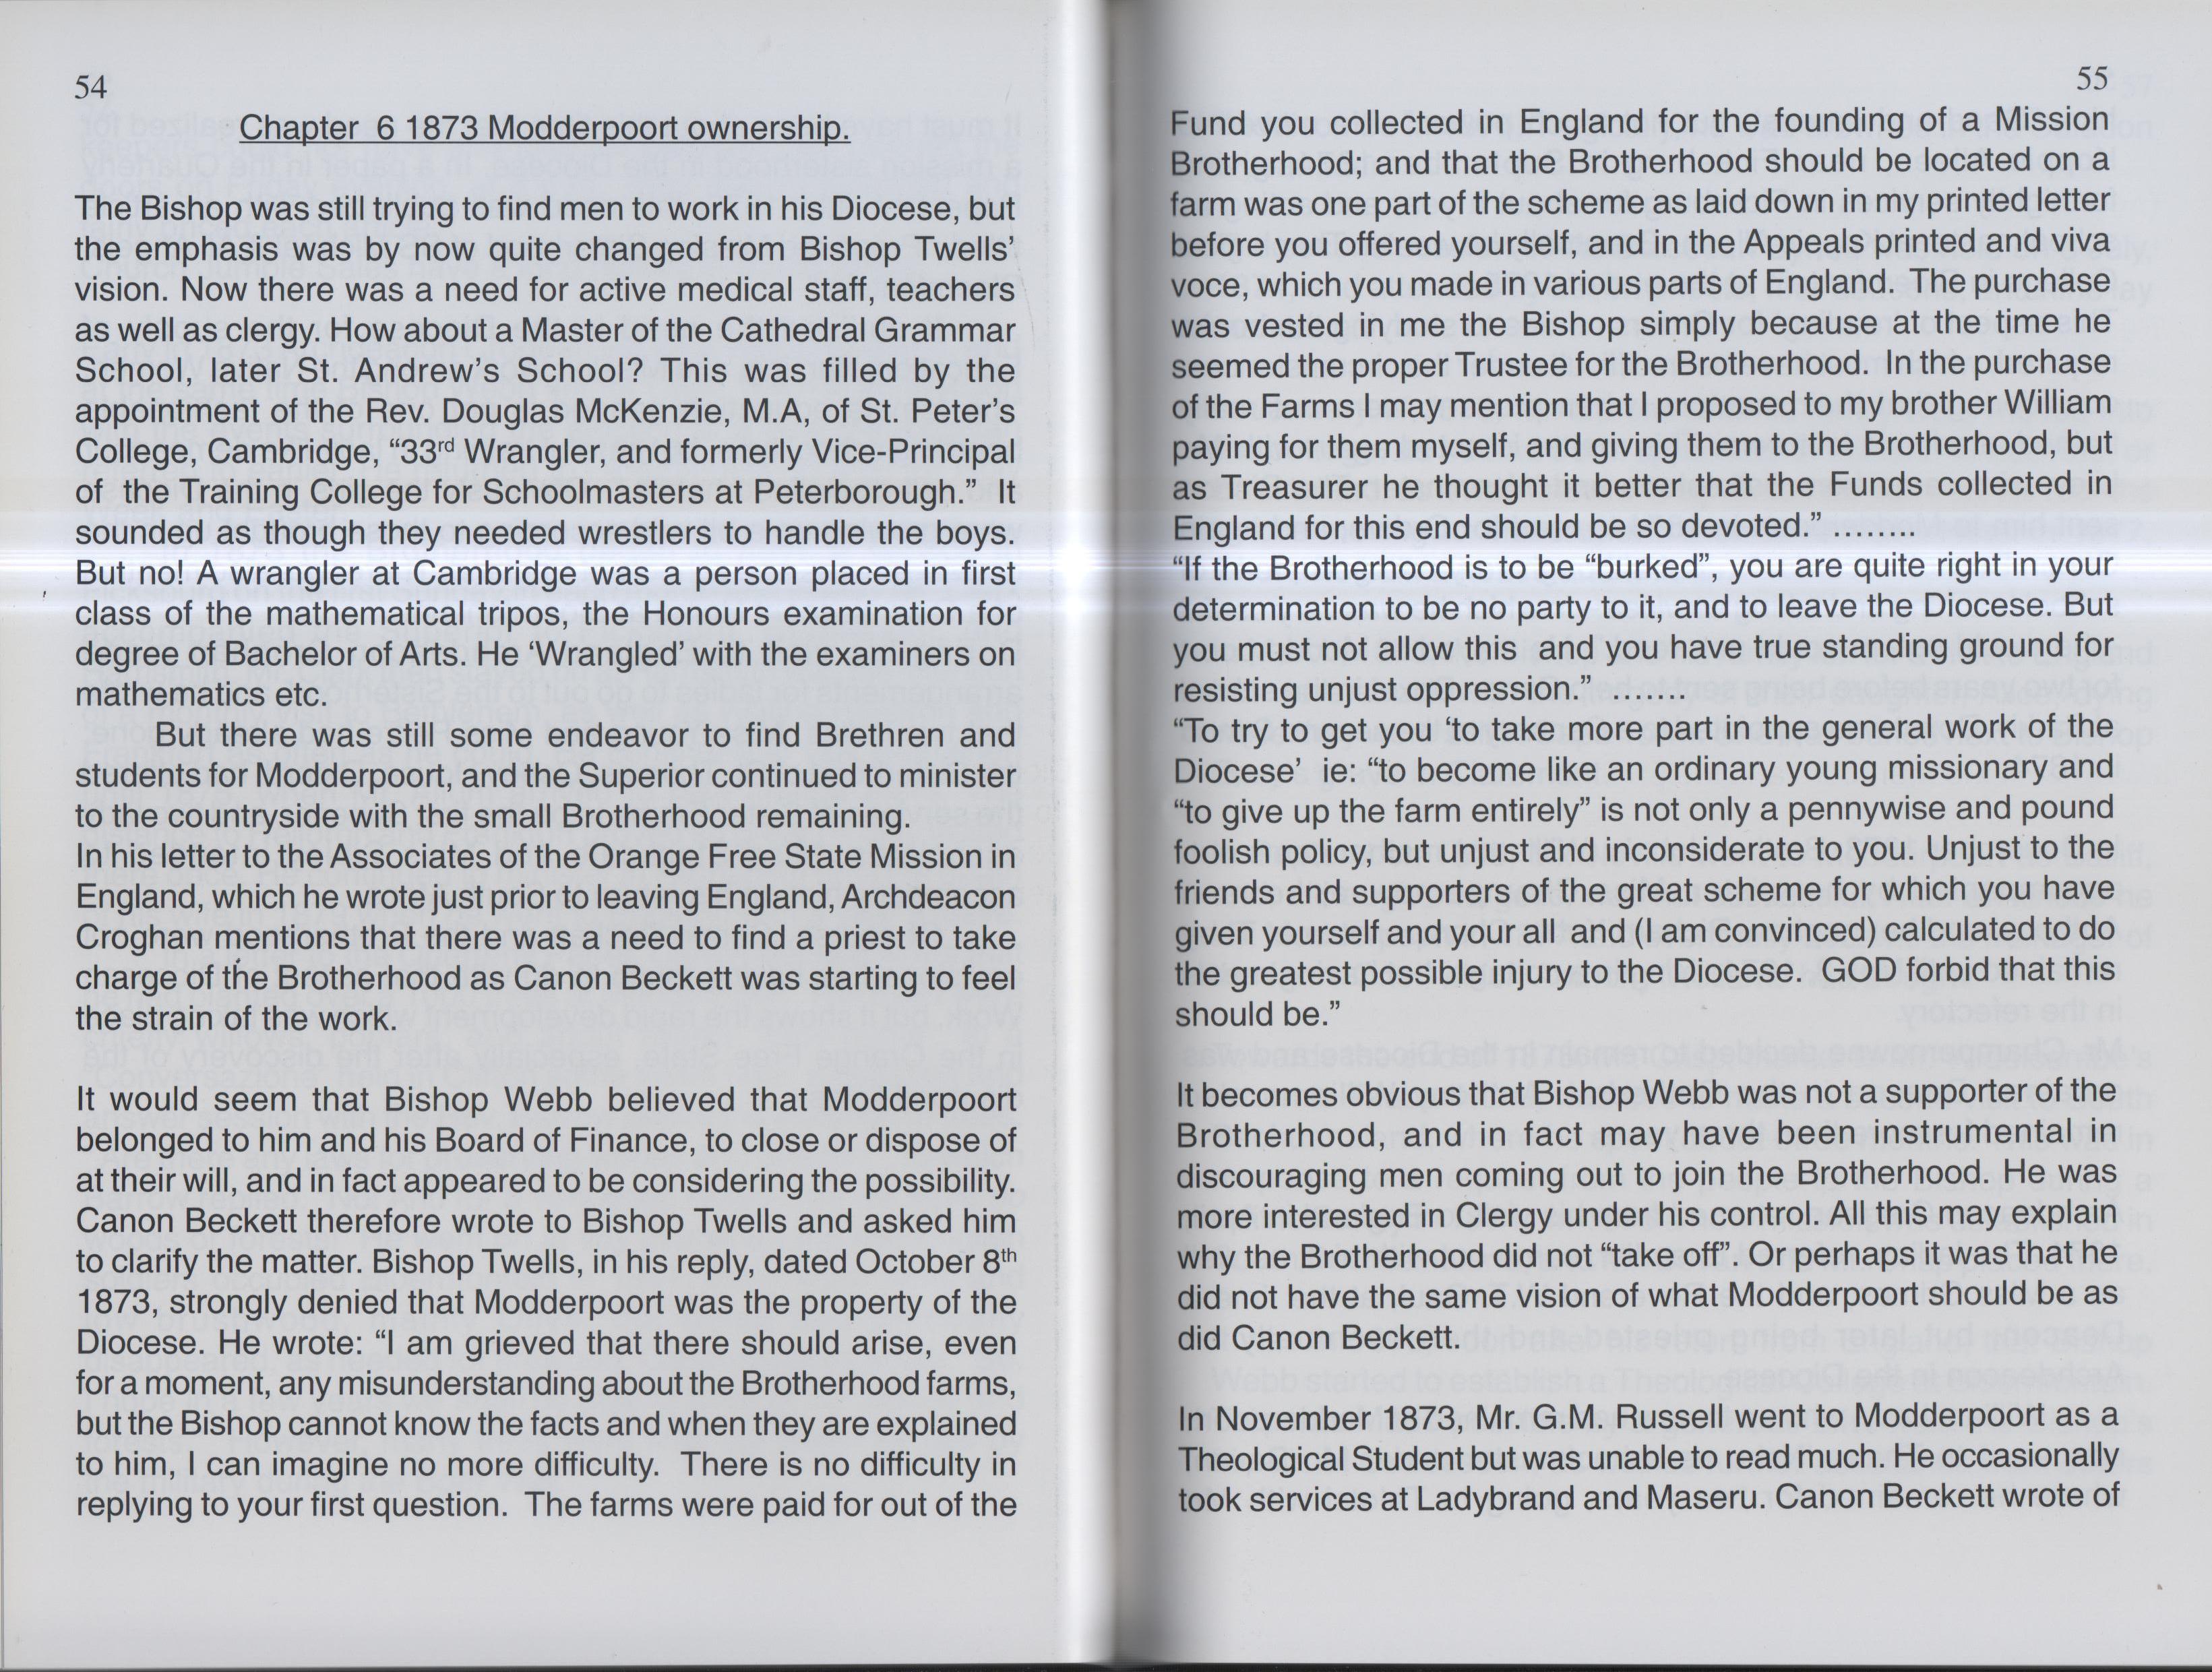 54
Chapter 6 1873 Modderpoort ownership.
The Bishop was still trying to find men to work in his Diocese, but
the emphasis was by now quite changed from Bishop Twells’
vision. Now there was a need for active medical staff, teachers
as well as clergy. How about a Master of the Cathedral Grammar
School, later St. Andrew’s School? This was filled by the
appointment of the Rev. Douglas McKenzie, M.A, of St. Peter’s
College, Cambridge, “33rd Wrangler, and formerly Vice-Principal
of the Training College for Schoolmasters at Peterborough.” It
sounded as though they needed wrestlers to handle the boys.
But no! A wrangler at Cambridge was a person placed in first
class of the mathematical tripos, the Honours examination for
degree of Bachelor of Arts. He ‘Wrangled’ with the examiners on
mathematics etc.
But there was still some endeavor to find Brethren and
students for Modderpoort, and the Superior continued to minister
to the countryside with the small Brotherhood remaining.
In his letter to the Associates of the Orange Free State Mission in
England, which he wrote just prior to leaving England, Archdeacon
Croghan mentions that there was a need to find a priest to take
charge of the Brotherhood as Canon Beckett was starting to feel
the strain of the work.
It would seem that Bishop Webb believed that Modderpoort
belonged to him and his Board of Finance, to close or dispose of
at their will, and in fact appeared to be considering the possibility.
Canon Beckett therefore wrote to Bishop Twells and asked him
to clarify the matter. Bishop Twells, in his reply, dated October 8th
1873, strongly denied that Modderpoort was the property of the
Diocese. He wrote: “I am grieved that there should arise, even
for a moment, any misunderstanding about the Brotherhood farms,
but the Bishop cannot know the facts and when they are explained
to him, I can imagine no more difficulty. There is no difficulty in
replying to your first question. The farms were paid for out of the
55
Fund you collected in England for the founding of a Mission
Brotherhood; and that the Brotherhood should be located on a
farm was one part of the scheme as laid down in my printed letter
before you offered yourself, and in the Appeals printed and viva
voce, which you made in various parts of England. The purchase
was vested in me the Bishop simply because at the time he
seemed the proper Trustee for the Brotherhood. In the purchase
of the Farms I may mention that I proposed to my brother William
paying for them myself, and giving them to the Brotherhood, but
as Treasurer he thought it better that the Funds collected in
England for this end should be so devoted.” ........
“If the Brotherhood is to be “burked”, you are quite right in your
determination to be no party to it, and to leave the Diocese. But
you must not allow this and you have true standing ground for
resisting unjust oppression.” ........
“To try to get you ‘to take more part in the general work of the
Diocese’ ie: “to become like an ordinary young missionary and
“to give up the farm entirely” is not only a pennywise and pound
foolish policy, but unjust and inconsiderate to you. Unjust to the
friends and supporters of the great scheme for which you have
given yourself and your all and (I am convinced) calculated to do
the greatest possible injury to the Diocese. GOD forbid that this
should be.”
It becomes obvious that Bishop Webb was not a supporter of the
Brotherhood, and in fact may have been instrumental in
discouraging men coming out to join the Brotherhood. He was
more interested in Clergy under his control. All this may explain
why the Brotherhood did not “take off”. Or perhaps it was that he
did not have the same vision of what Modderpoort should be as
did Canon Beckett.
In November 1873, Mr. G.M. Russell went to Modderpoort as a
Theological Student but was unable to read much. He occasionally
took services at Ladybrand and Maseru. Canon Beckett wrote of